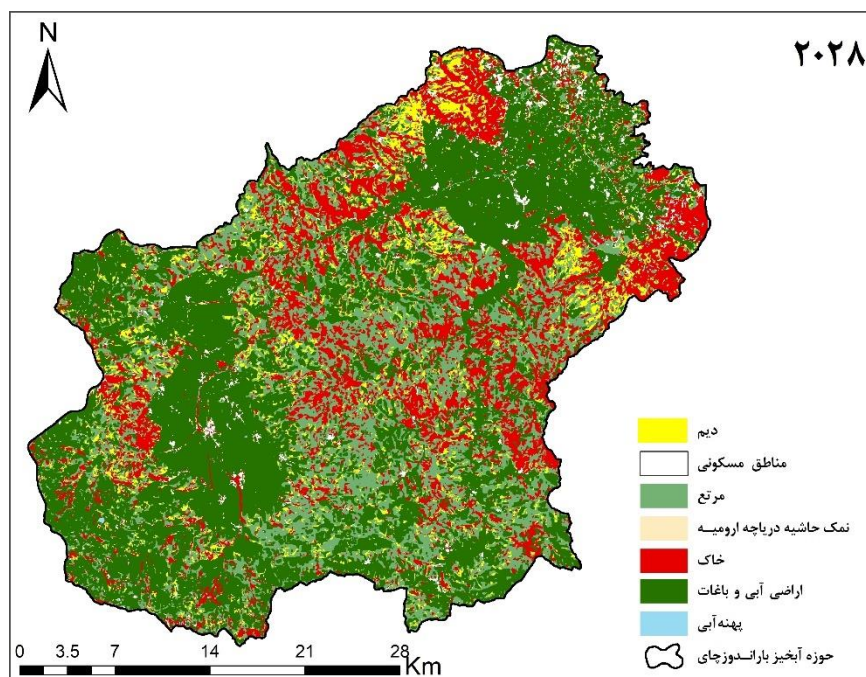 N
۲۰۲۸
دیم
مناطق مسکونی
مرتع
نمک حاشیه دریاچه ارومیـــه
خاک
اراضی آبی و باغات
پهنه‌آبی
حوزه آبخیز باراندوزچای
0 3.5 7 14 21 28
Km